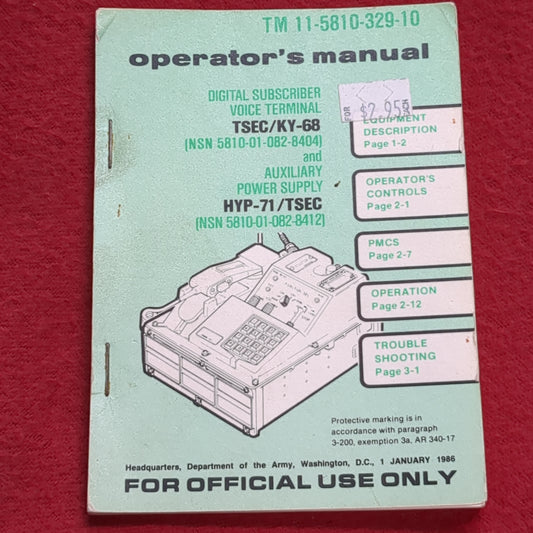 TM 11-5810-329-10
operator's manual
DIGITAL SUBSCRIBER
VOICE TERMINAL
TSEC/KY-68
(NSN 5810-01-082-8404)
and
AUXILIARY
POWER SUPPLY
HYP-71/TSEC
(NSN 5810-01-082-8412)
FOR
$2.95
EQUIPMENT
DESCRIPTION
Page 1-2
OPERATOR'S
CONTROLS
Page 2-1
PMCS
Page 2-7
OPERATION
Page 2-12
TROUBLE
SHOOTING
Page 3-1
Protective marking is in
accordance with paragraph
3-200, exemption 3a, AR 340-17
Headquarters, Department of the Army, Washington, D.C., 1 JANUARY 1986
FOR OFFICIAL USE ONLY